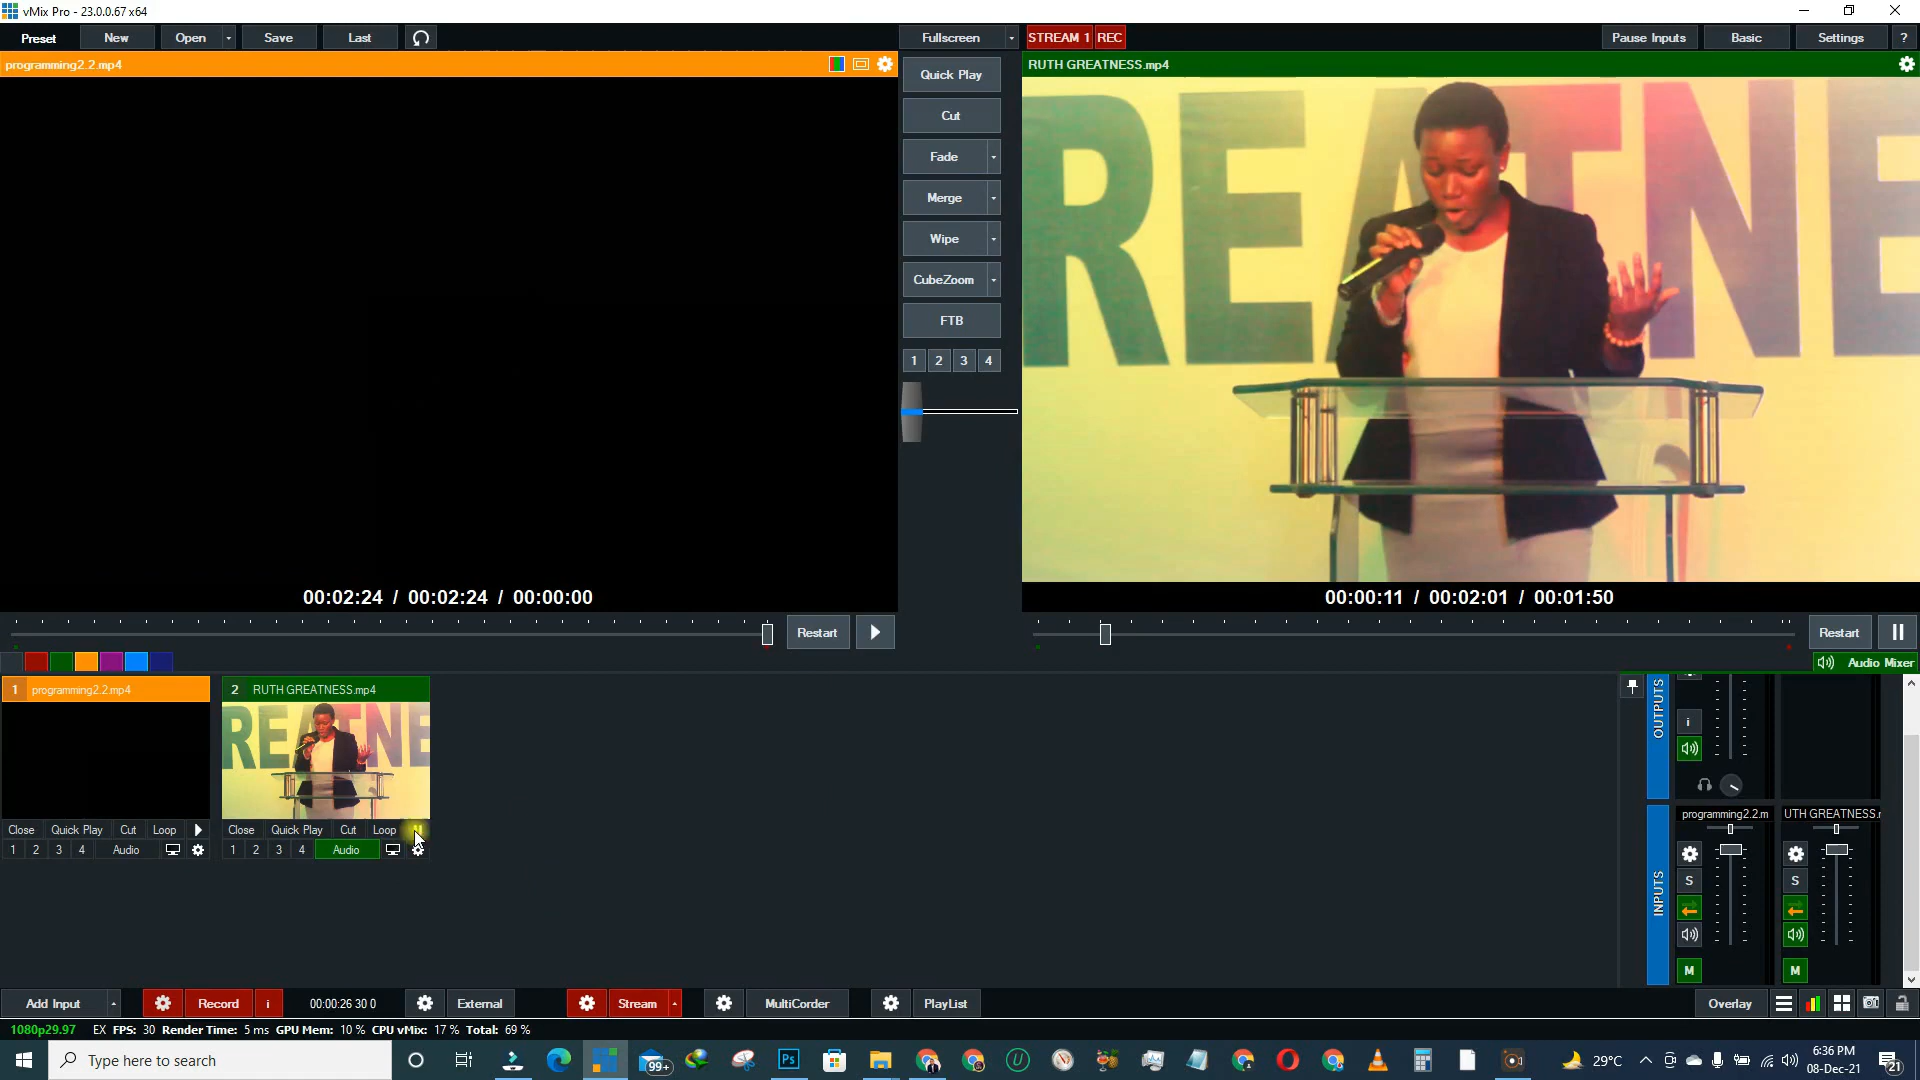 vMix Pro - 23.0.0.67 x64
Preset New Open Save Last Fullscreen STREAM 1 REC Pause Inputs Basic Settings ?
programming2.2.mp4
RUTH GREATNESS.mp4
Quick Play
Cut
Fade
Merge
Wipe
CubeZoom
FTB
1 2 3 4
REATNE
00:02:24 / 00:02:24 / 00:00:00
00:00:11 / 00:02:01 / 00:01:50
Restart
Restart
Audio Mixer
1 programming2.2.mp4
2 RUTH GREATNESS.mp4
REA NE
Close Quick Play Cut Loop
Close Quick Play Cut Loop
1 2 3 4 Audio
1 2 3 4 Audio
OUTPUTS
i
INPUTS
programming2.2.m
UTH GREATNESS.
S
S
M
M
Add Input Record i 00:00:26 30 0 External Stream MultiCorder PlayList Overlay
1080p29.97 EX FPS: 30 Render Time: 5 ms GPU Mem: 10 % CPU vMix: 17 % Total: 69 %
Type here to search
99+
Ps
U
29°C
6:36 PM
08-Dec-21
21